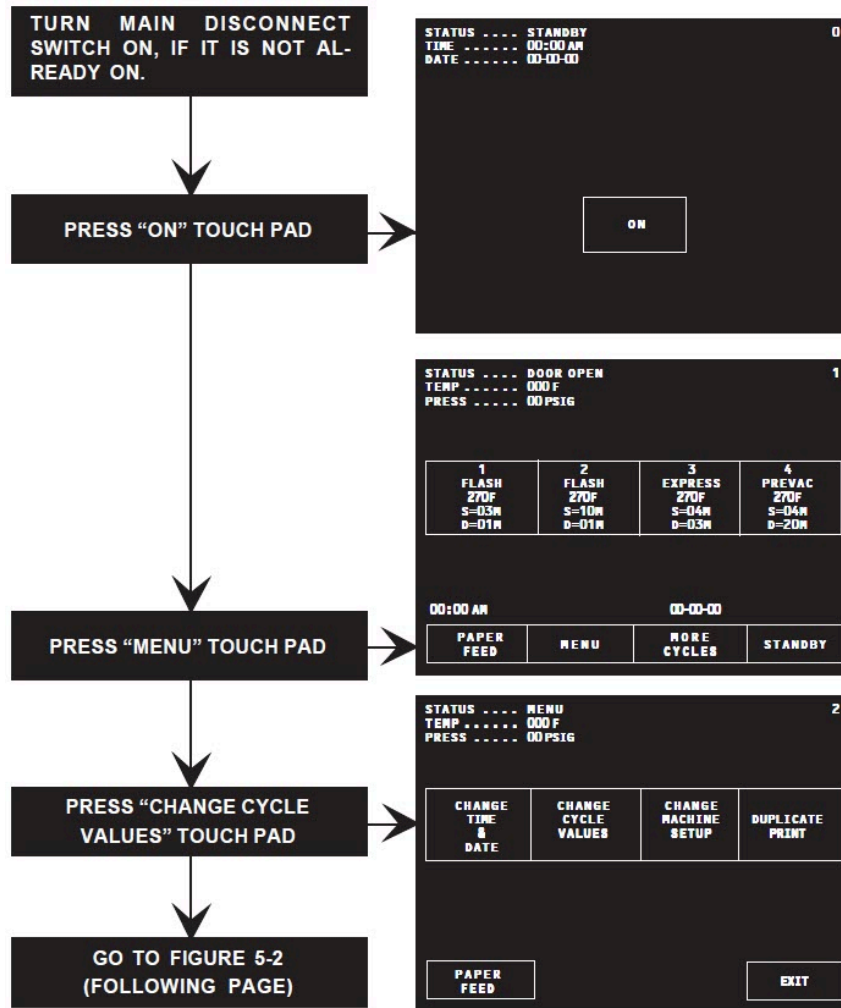 TURN MAIN DISCONNECT
SWITCH ON, IF IT IS NOT AL-
READY ON.
PRESS “ON” TOUCH PAD
STATUS .... STANDBY
0
TIME ...... 00:00 AM
DATE ...... 00-00-00
ON
PRESS “MENU” TOUCH PAD
STATUS .... DOOR OPEN
1
TEMP ...... 000 F
PRESS ..... 00 PSIG
1
FLASH
270F
S=03M
D=01M
2
FLASH
270F
S=10M
D=01M
3
EXPRESS
270F
S=04M
D=03M
4
PREVAC
270F
S=04M
D=20M
00:00 AM
00-00-00
PAPER
FEED
MENU
MORE
CYCLES
STANDBY
PRESS “CHANGE CYCLE
VALUES” TOUCH PAD
STATUS .... MENU
2
TEMP ...... 000 F
PRESS ..... 00 PSIG
CHANGE
TIME
&
DATE
CHANGE
CYCLE
VALUES
CHANGE
MACHINE
SETUP
DUPLICATE
PRINT
PAPER
FEED
EXIT
GO TO FIGURE 5-2
(FOLLOWING PAGE)